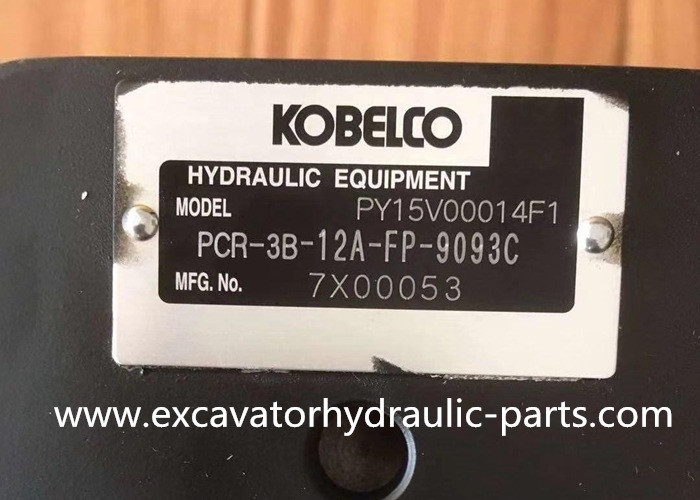 KOBELCO
HYDRAULIC EQUIPMENT
MODEL PY15V00014F1
PCR-3B-12A-FP-9093C
MFG. No. 7X00053
www.excavatorhydraulic-parts.com